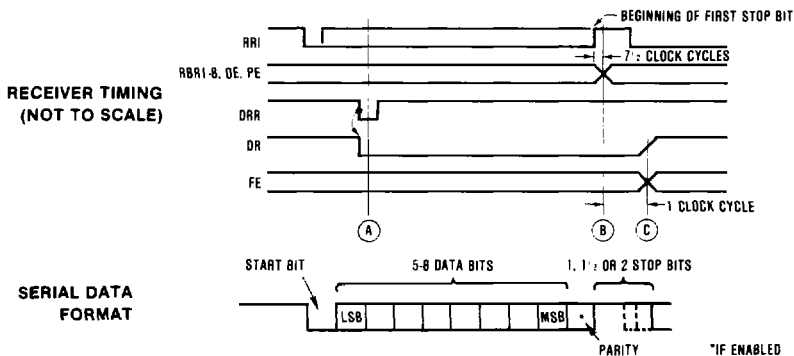 BEGINNING OF FIRST STOP BIT
RRI
7½ CLOCK CYCLES
RBR1-8, OE, PE
RECEIVER TIMING
(NOT TO SCALE)
DRR
DR
FE
1 CLOCK CYCLE
A
B
C
START BIT
5-8 DATA BITS
1, 1½ OR 2 STOP BITS
SERIAL DATA
FORMAT
LSB
MSB
*
PARITY
*IF ENABLED